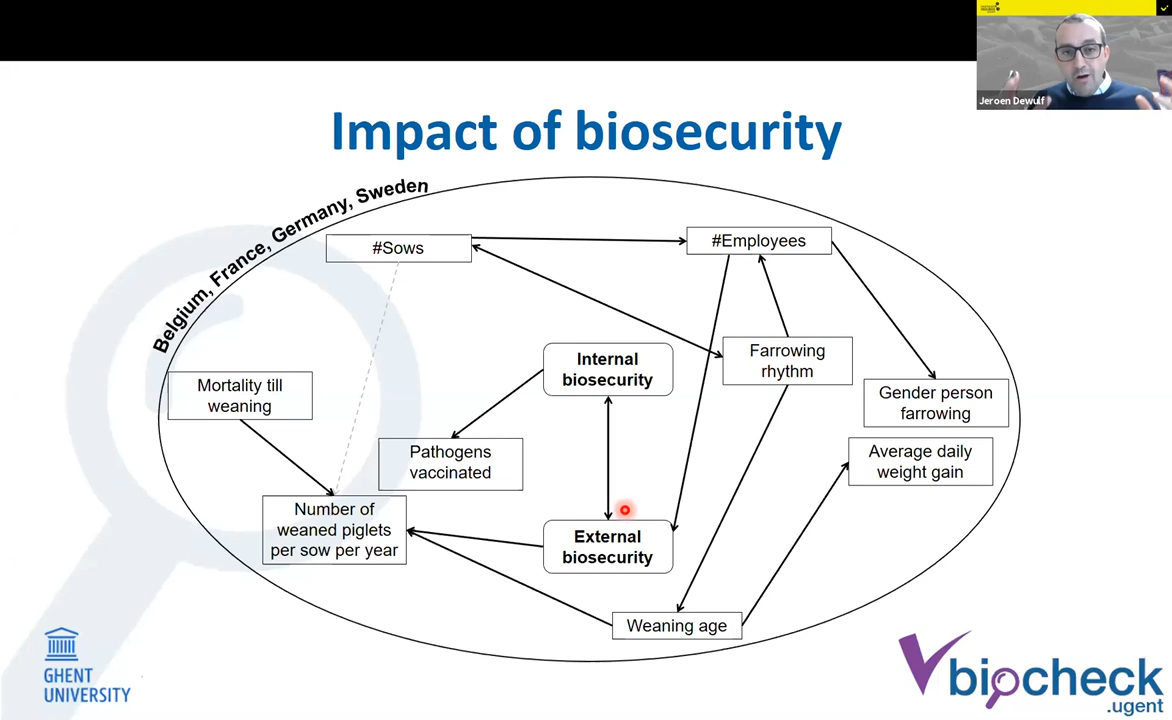 Jeroen Dewulf
Impact of biosecurity
Belgium, France, Germany, Sweden
#Sows
#Employees
Internal
biosecurity
Farrowing
rhythm
Mortality till
weaning
Gender person
farrowing
Pathogens
vaccinated
Average daily
weight gain
Number of
weaned piglets
per sow per year
External
biosecurity
Weaning age
GHENT
UNIVERSITY
biocheck
.ugent